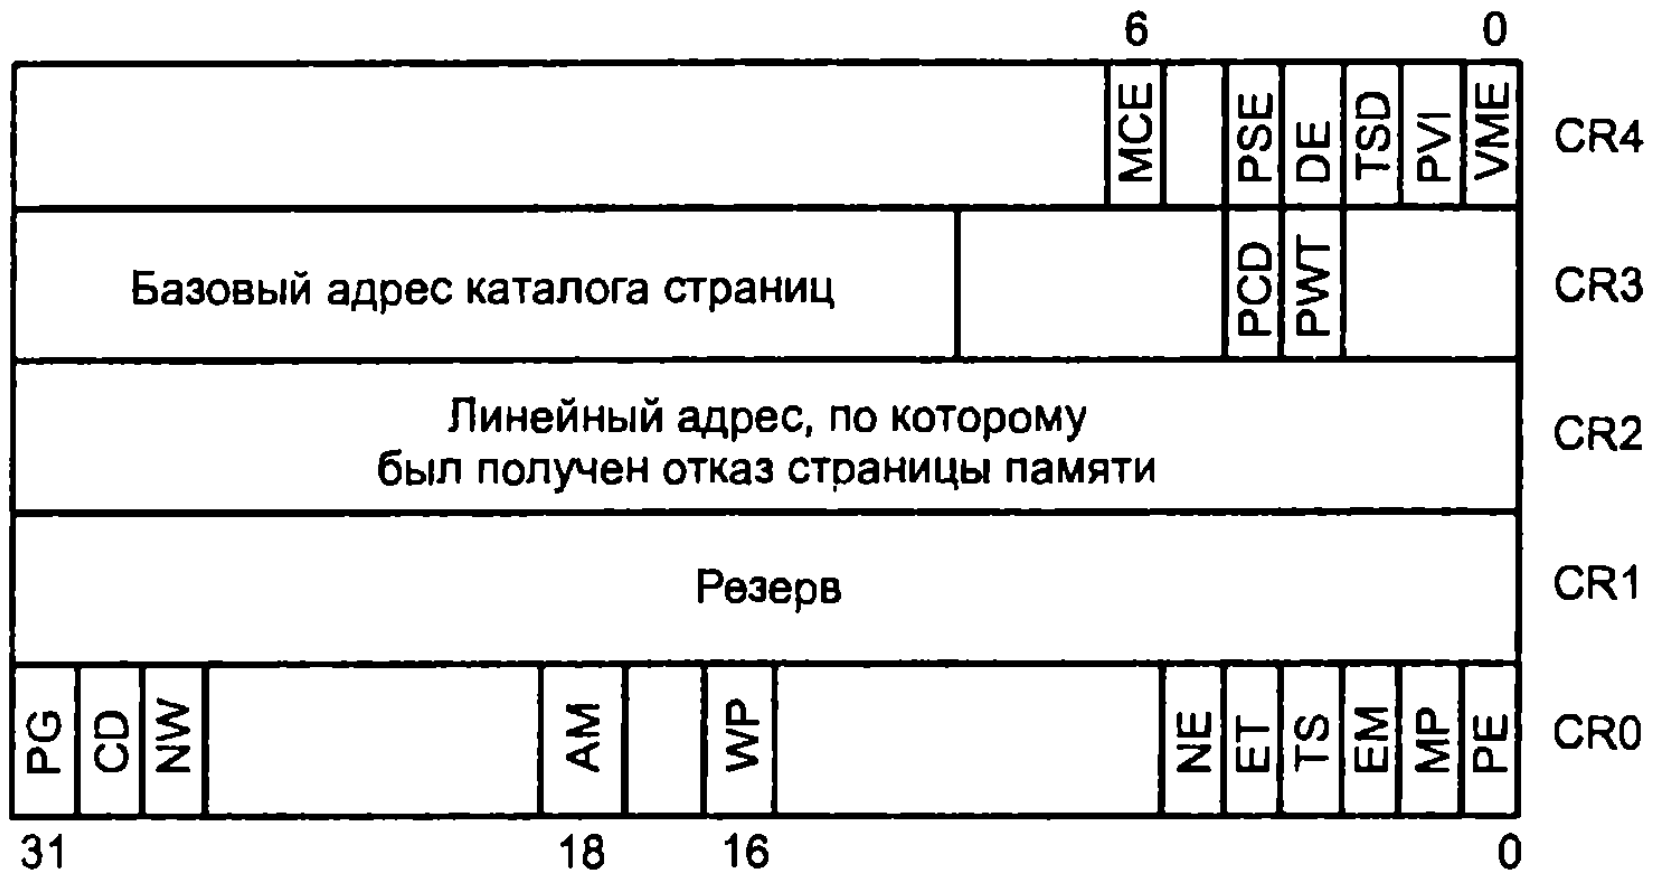 6 0
MCE PSE DE TSD PVI VME CR4
Базовый адрес каталога страниц PCD PWT CR3
Линейный адрес, по которому
был получен отказ страницы памяти CR2
Резерв CR1
PG CD NW AM WP NE ET TS EM MP PE CR0
31 18 16 0